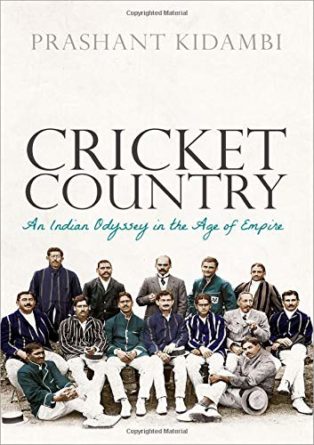 Copyrighted Material
PRASHANT KIDAMBI
CRICKET
COUNTRY
An Indian Odyssey in the Age of Empire
Copyrighted Material